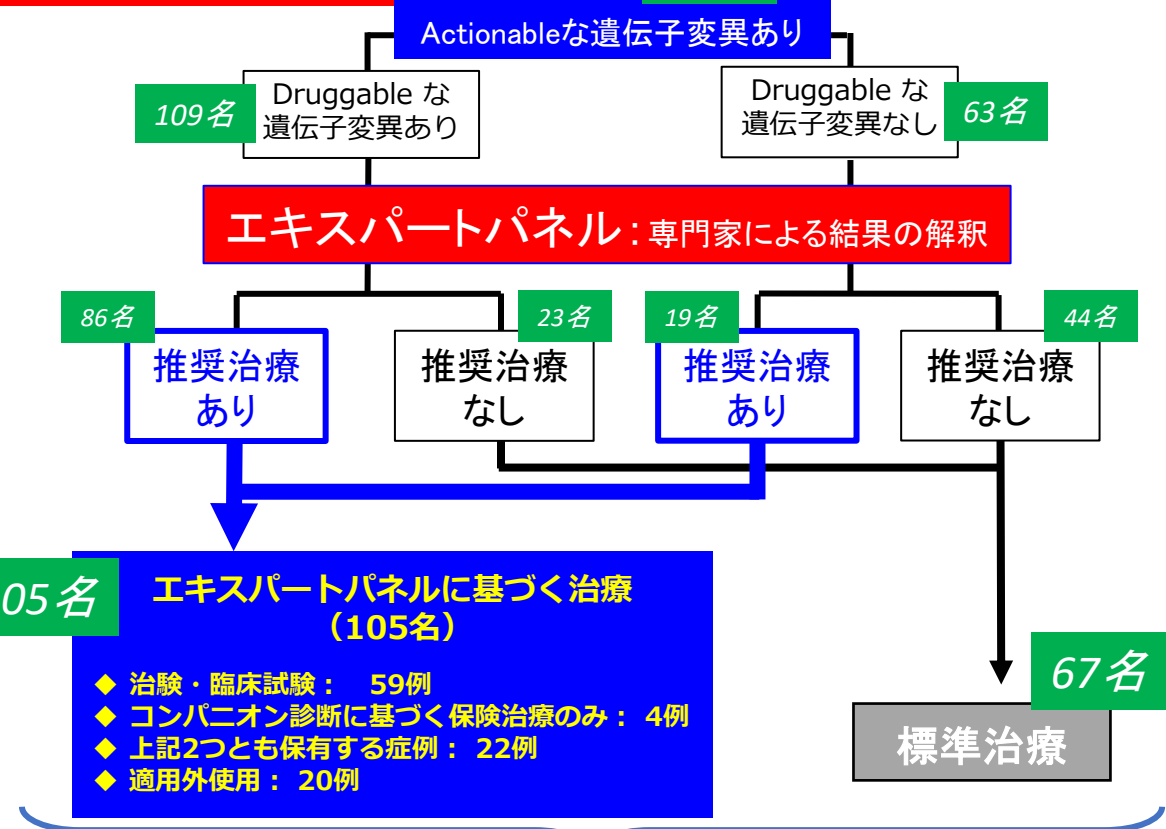 Actionableな遺伝子変異あり
109名
Druggable な
遺伝子変異あり
Druggable な
遺伝子変異なし
63名
エキスパートパネル：専門家による結果の解釈
86名
23名
19名
44名
推奨治療
あり
推奨治療
なし
推奨治療
あり
推奨治療
なし
05名
エキスパートパネルに基づく治療
（105名）
◆ 治験・臨床試験： 59例
◆ コンパニオン診断に基づく保険治療のみ： 4例
◆ 上記2つとも保有する症例： 22例
◆ 適用外使用： 20例
67名
標準治療